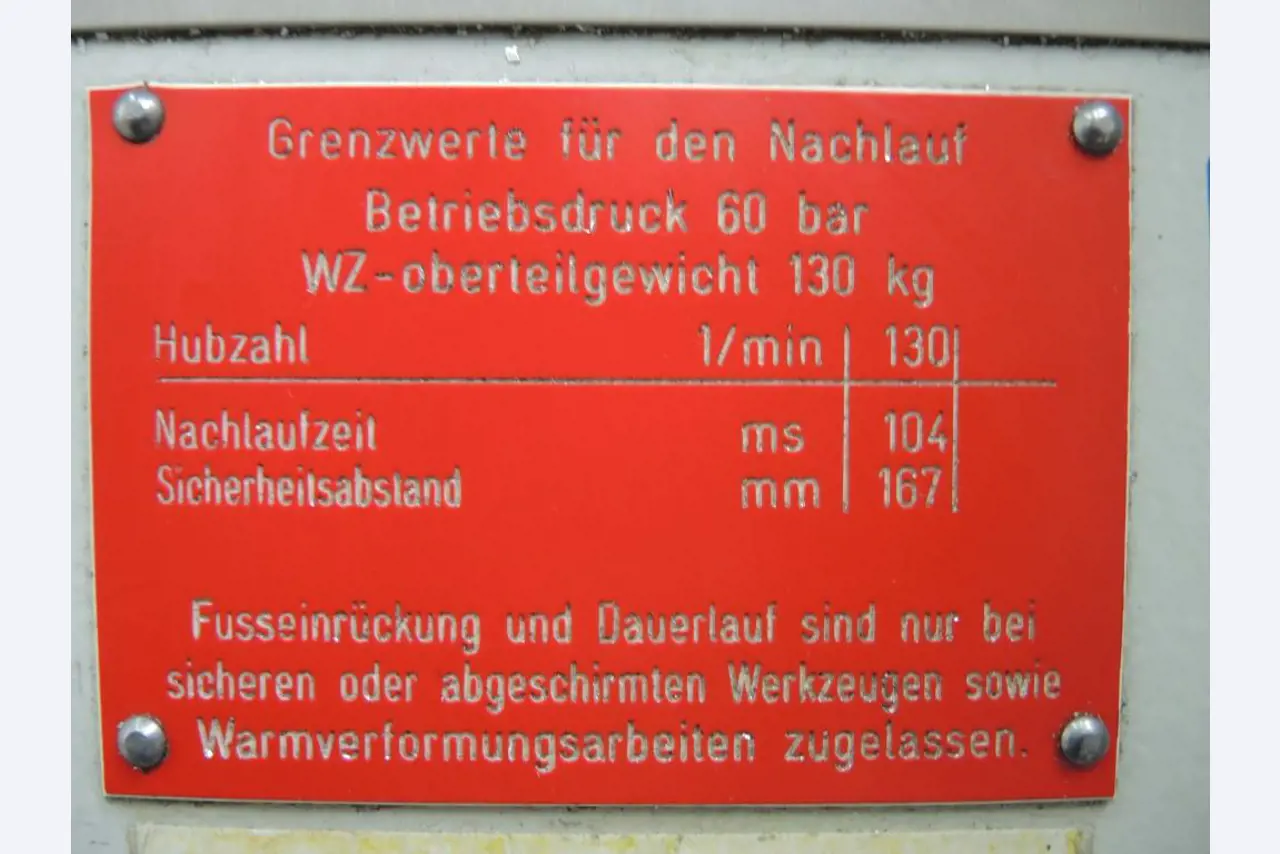 Grenzwerte für den Nachlauf
Betriebsdruck 60 bar
WZ-oberteilgewicht 130 kg
Hubzahl 1/min 130
Nachlaufzeit ms 104
Sicherheitsabstand mm 167
Fusseinrückung und Dauerlauf sind nur bei
sicheren oder abgeschirmten Werkzeugen sowie
Warmverformungsarbeiten zugelassen.